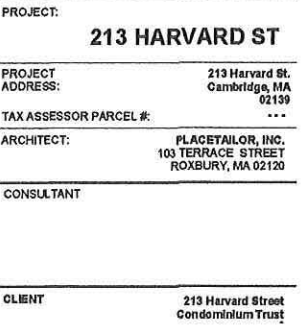 PROJECT:
213 HARVARD ST
PROJECT ADDRESS:
213 Harvard St.
Cambridge, MA
02139
TAX ASSESSOR PARCEL #:
---
ARCHITECT:
PLACETAILOR, INC.
103 TERRACE STREET
ROXBURY, MA 02120
CONSULTANT
CLIENT
213 Harvard Street
Condominium Trust